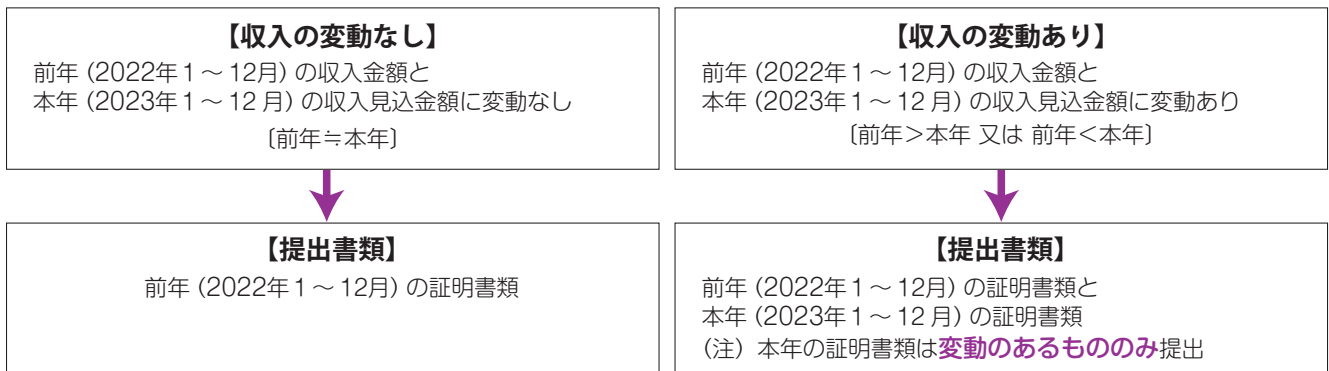 【収入の変動なし】
前年 (2022年1～12月) の収入金額と
本年 (2023年1～12月) の収入見込金額に変動なし
〔前年≒本年〕
【提出書類】
前年 (2022年1～12月) の証明書類
【収入の変動あり】
前年 (2022年1～12月) の収入金額と
本年 (2023年1～12月) の収入見込金額に変動あり
〔前年＞本年 又は 前年＜本年〕
【提出書類】
前年 (2022年1～12月) の証明書類と
本年 (2023年1～12月) の証明書類
(注) 本年の証明書類は変動のあるもののみ提出